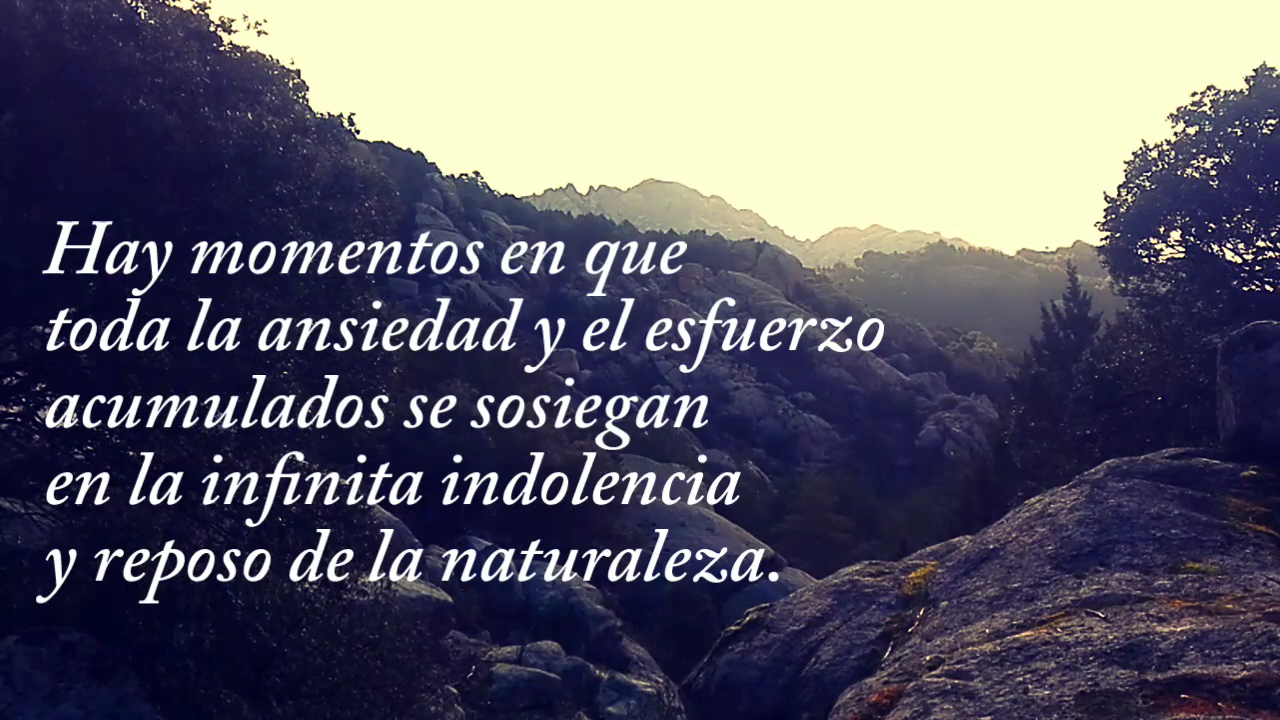 Hay momentos en que
toda la ansiedad y el esfuerzo
acumulados se sosiegan
en la infinita indolencia
y reposo de la naturaleza.